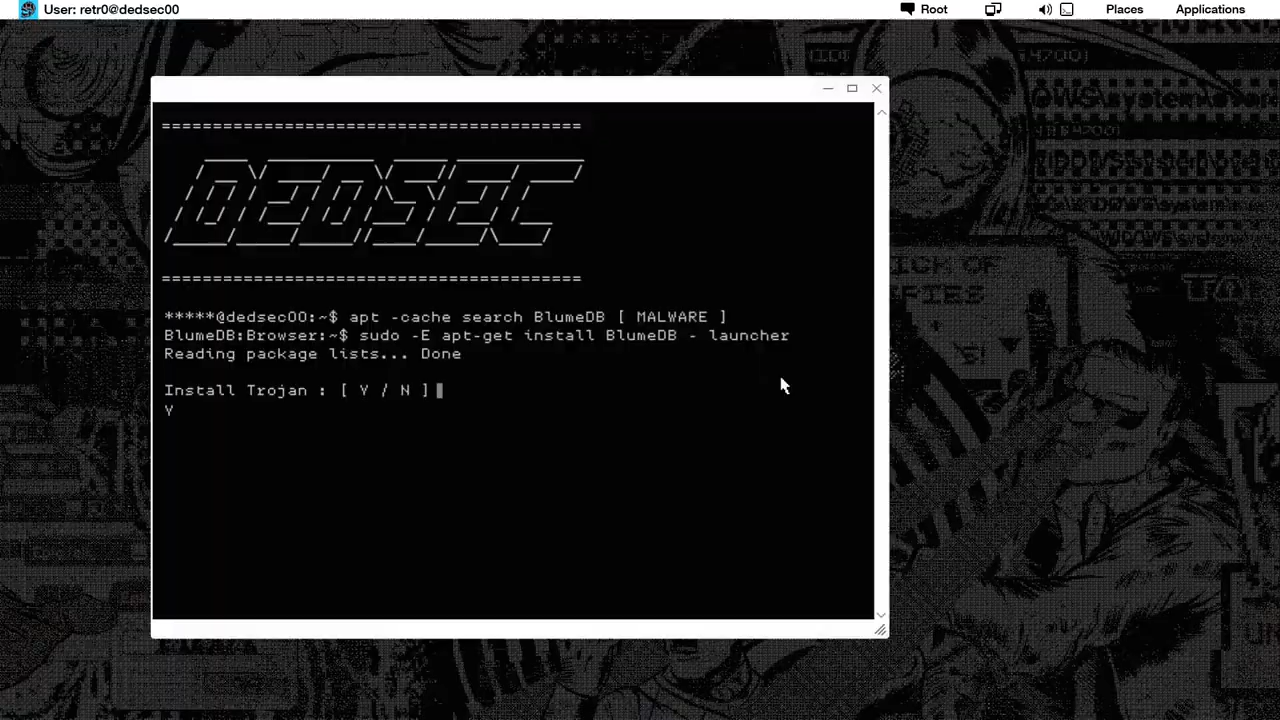 User: retr0@dedsec00
Root
Places
Applications
========================================
DEDSEC
========================================
*****@dedsec00:~$ apt -cache search BlumeDB [ MALWARE ]
BlumeDB:Browser:~$ sudo -E apt-get install BlumeDB - launcher
Reading package lists... Done
Install Trojan : [ Y / N ]
Y